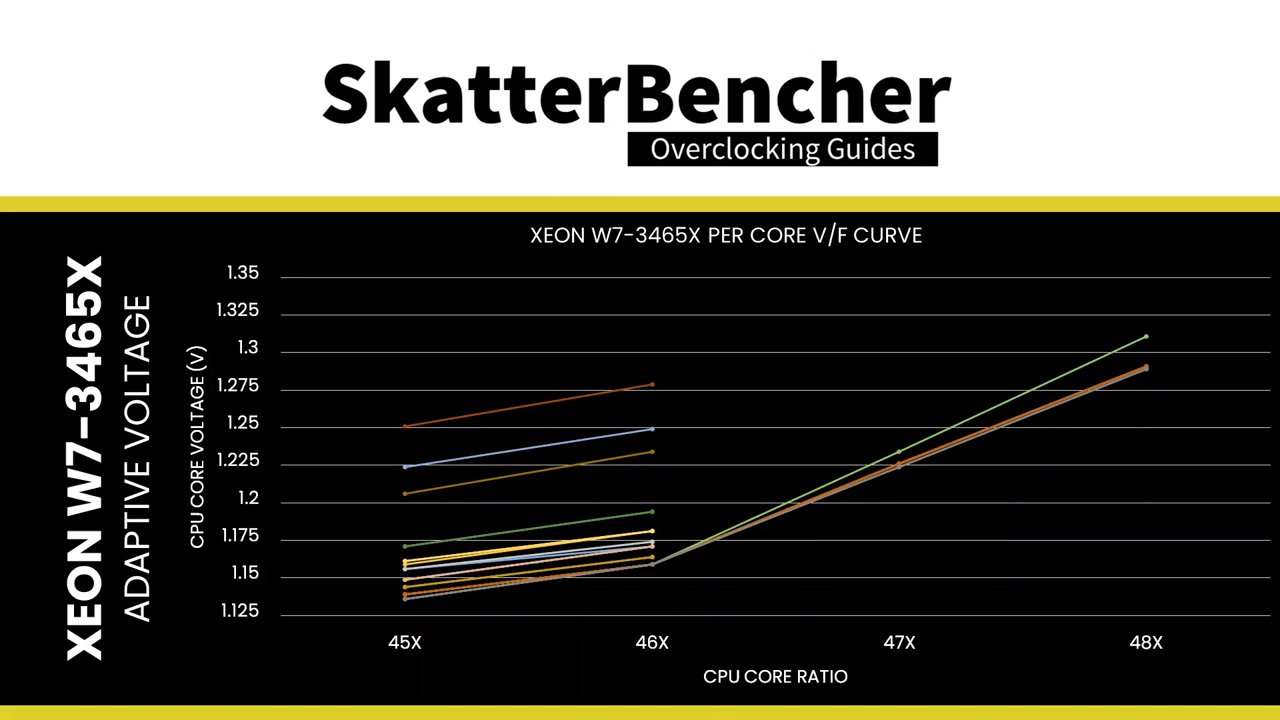 SkatterBencher
Overclocking Guides
XEON W7-3465X
ADAPTIVE VOLTAGE
XEON W7-3465X PER CORE V/F CURVE
CPU CORE VOLTAGE (V)
1.35
1.325
1.3
1.275
1.25
1.225
1.2
1.175
1.15
1.125
45X 46X 47X 48X
CPU CORE RATIO